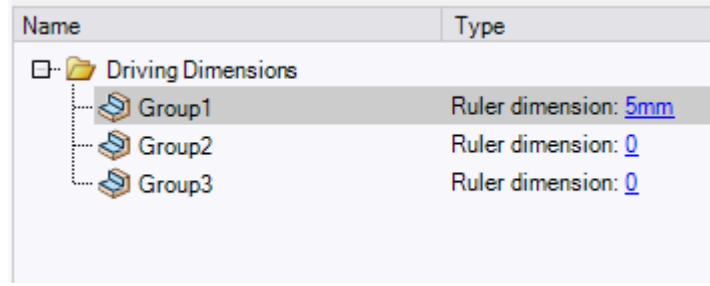 Name Type
Driving Dimensions
Group1 Ruler dimension: 5mm
Group2 Ruler dimension: 0
Group3 Ruler dimension: 0